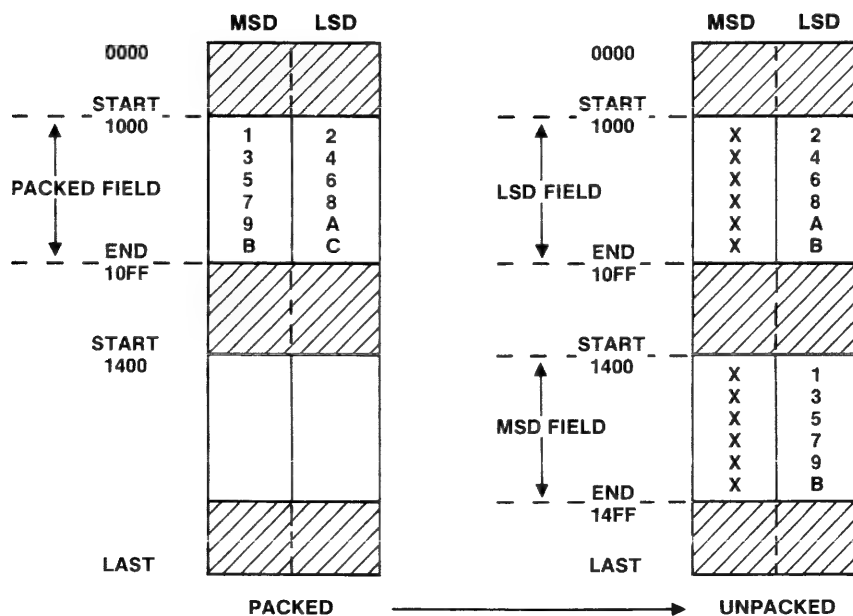 MSD LSD MSD LSD
0000 0000
START START
1000 1000
1 2 X 2
3 4 X 4
5 6 X 6
PACKED FIELD LSD FIELD
7 8 X 8
9 A X A
B C X B
END END
10FF 10FF
START START
1400 1400
X 1
X 3
X 5
MSD FIELD
X 7
X 9
X B
END
14FF
LAST LAST
PACKED UNPACKED